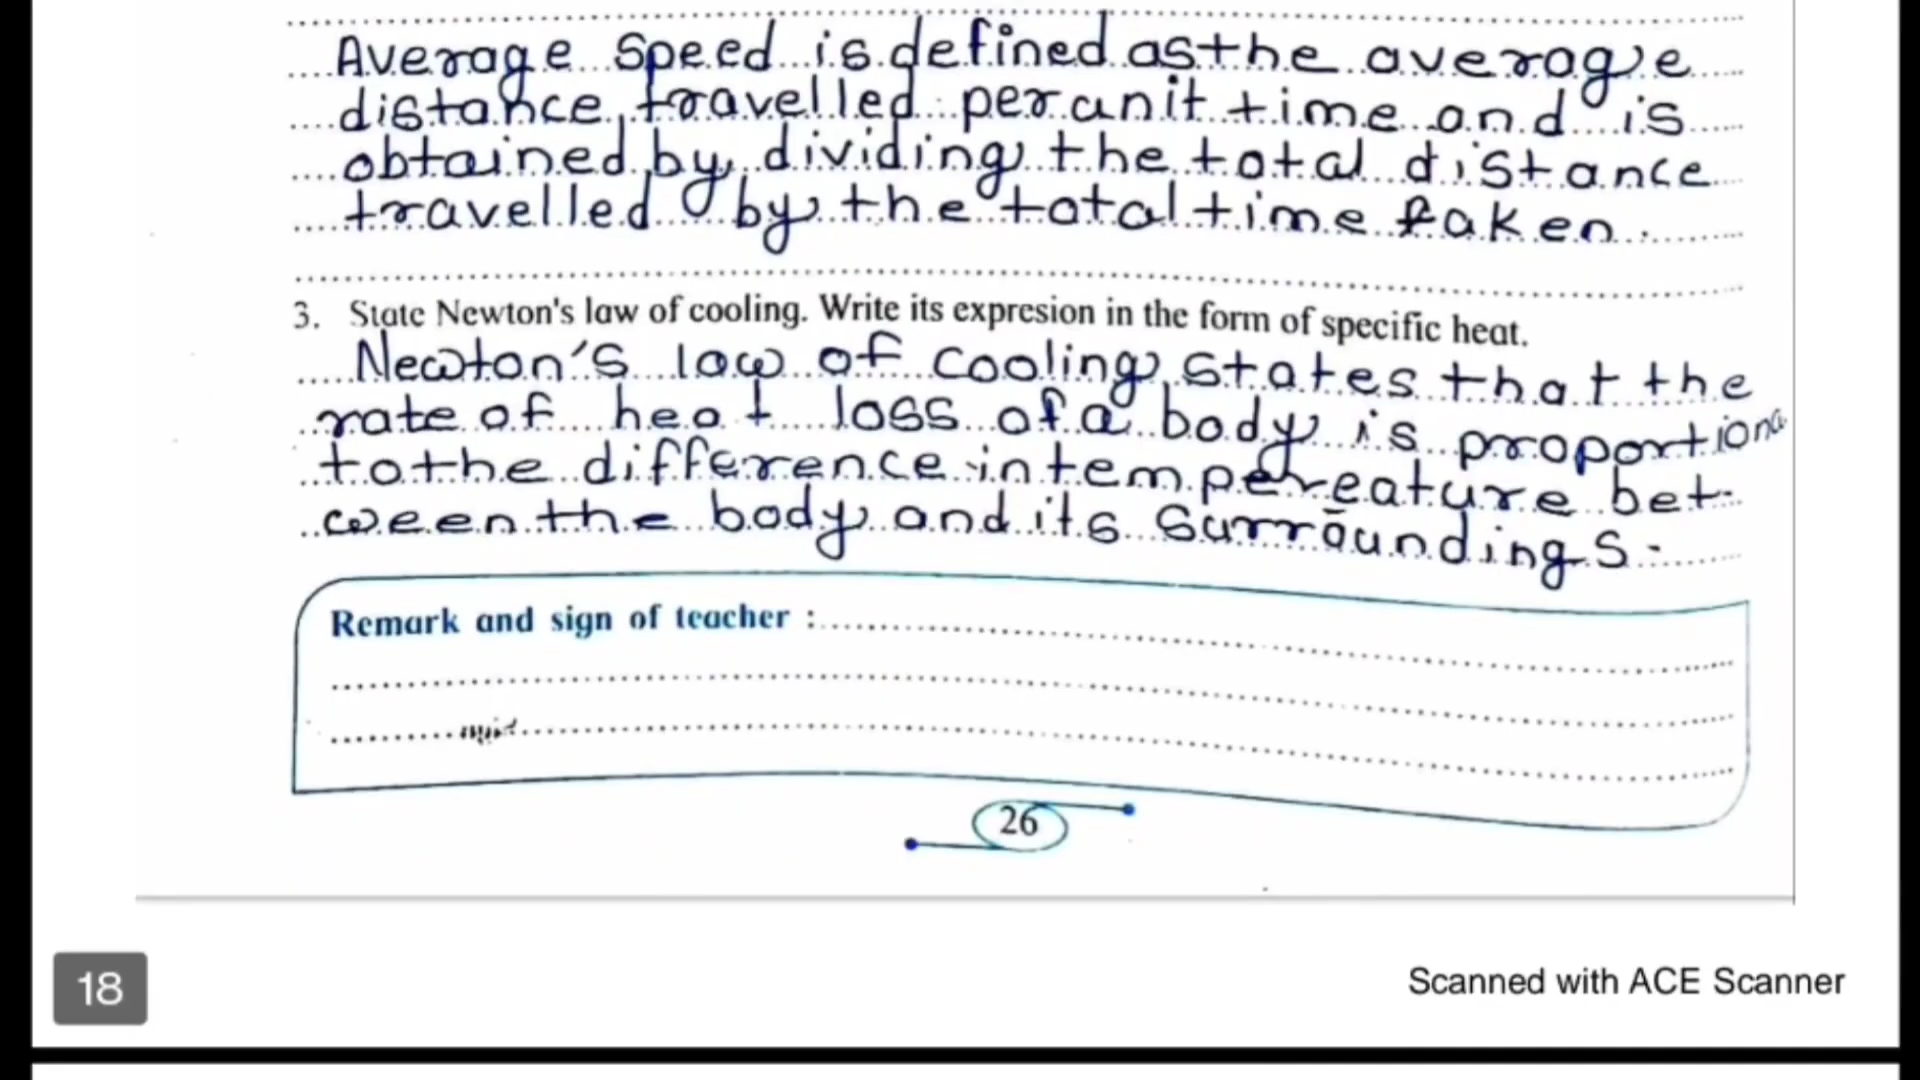 Average speed is defined as the average
distance travelled per unit time and is
obtained by dividing the total distance
travelled by the total time taken.
3. State Newton's law of cooling. Write its expresion in the form of specific heat.
Newton's law of cooling states that the
rate of heat loss of a body is proportiona
to the difference in tempereature bet-
ween the body and its surroundings.
Remark and sign of teacher :
26
18
Scanned with ACE Scanner